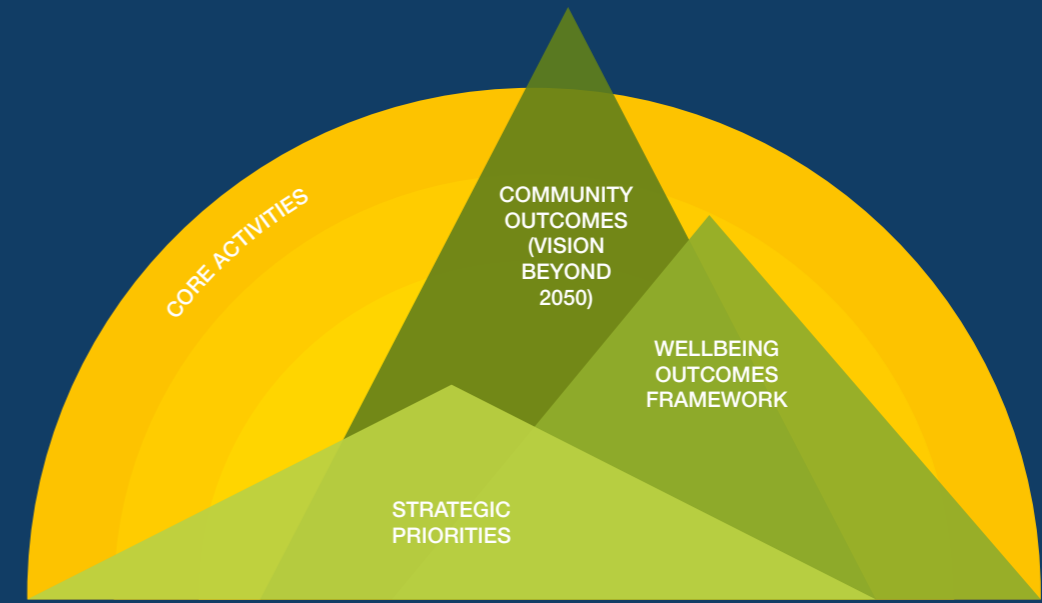 CORE ACTIVITIES
COMMUNITY
OUTCOMES
(VISION
BEYOND
2050)
WELLBEING
OUTCOMES
FRAMEWORK
STRATEGIC
PRIORITIES